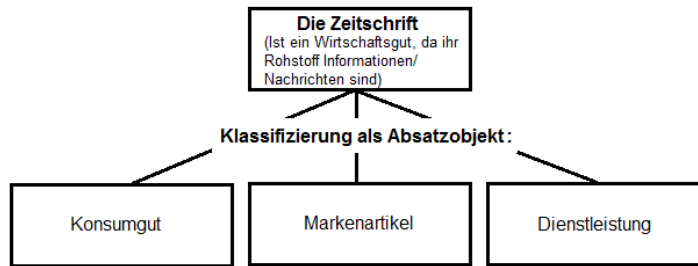 Die Zeitschrift
(Ist ein Wirtschaftsgut, da ihr
Rohstoff Informationen/
Nachrichten sind)
Klassifizierung als Absatzobjekt:
Konsumgut
Markenartikel
Dienstleistung